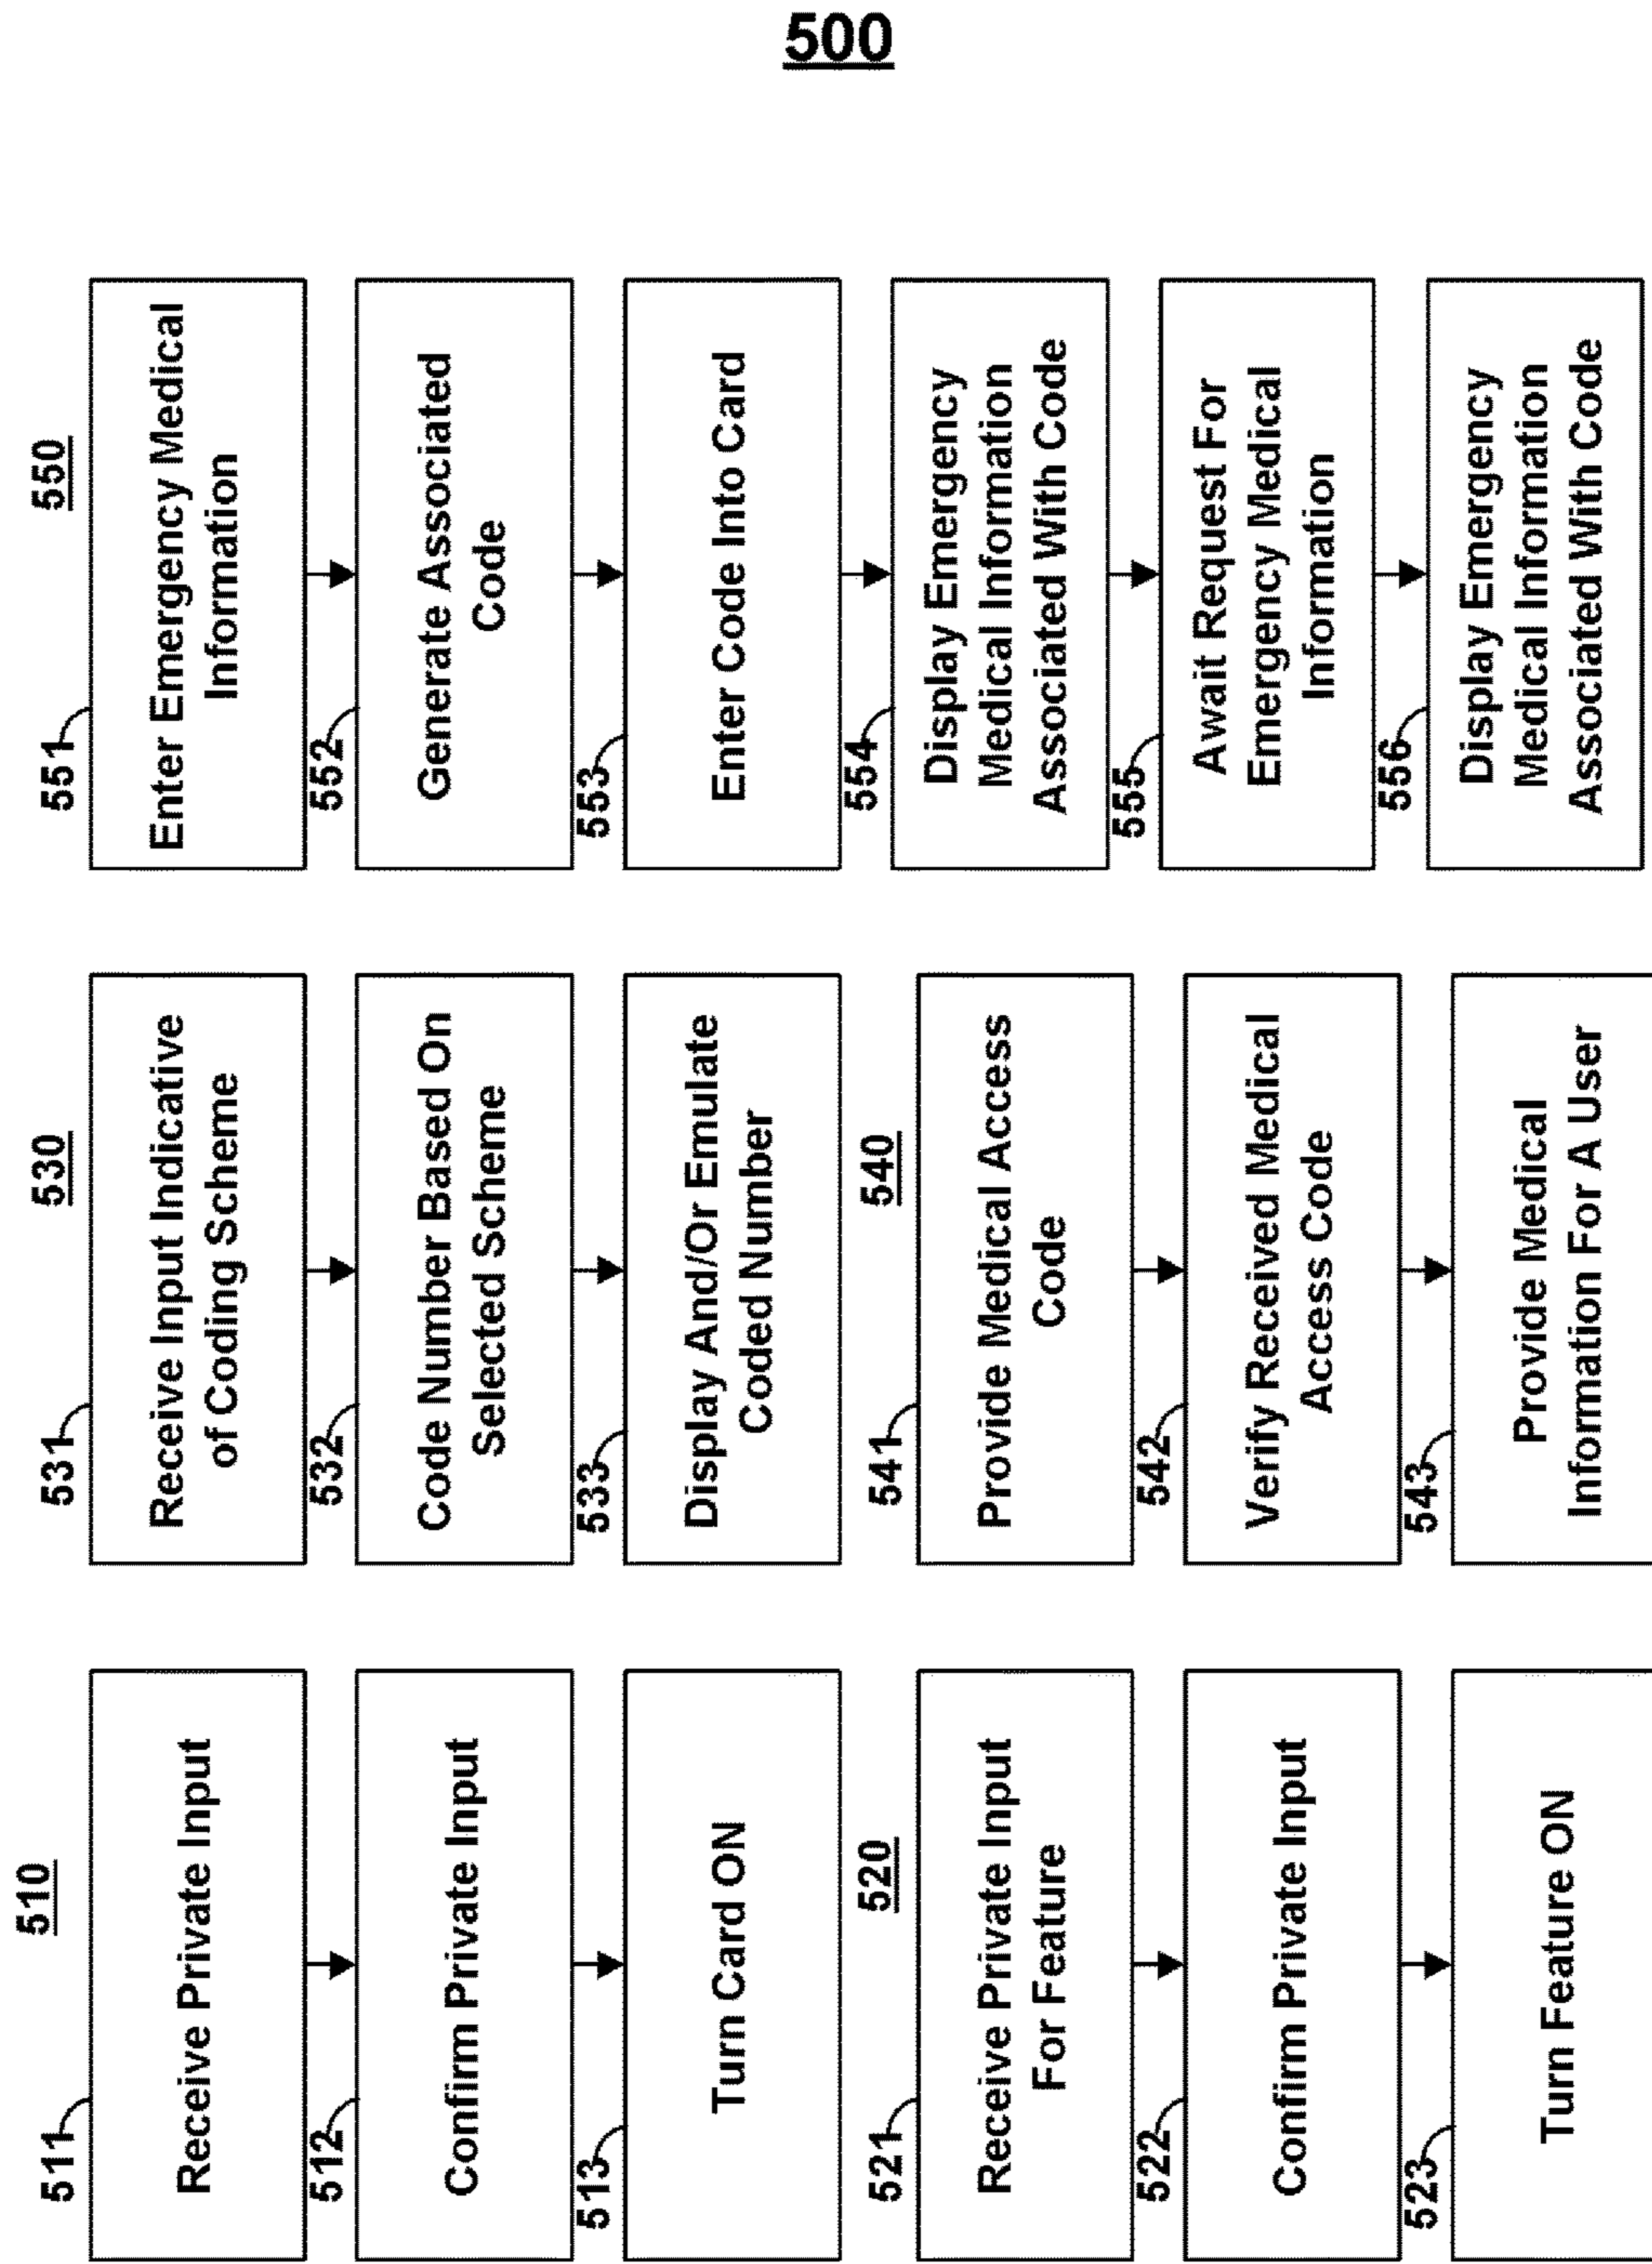 500
510
511
Receive Private Input
512
Confirm Private Input
513
Turn Card ON
520
521
Receive Private Input
For Feature
522
Confirm Private Input
523
Turn Feature ON
530
531
Receive Input Indicative
of Coding Scheme
532
Code Number Based On
Selected Scheme
533
Display And/Or Emulate
Coded Number
540
541
Provide Medical Access
Code
542
Verify Received Medical
Access Code
543
Provide Medical
Information For A User
550
551
Enter Emergency Medical
Information
552
Generate Associated
Code
553
Enter Code Into Card
554
Display Emergency
Medical Information
Associated With Code
555
Await Request For
Emergency Medical
Information
556
Display Emergency
Medical Information
Associated With Code